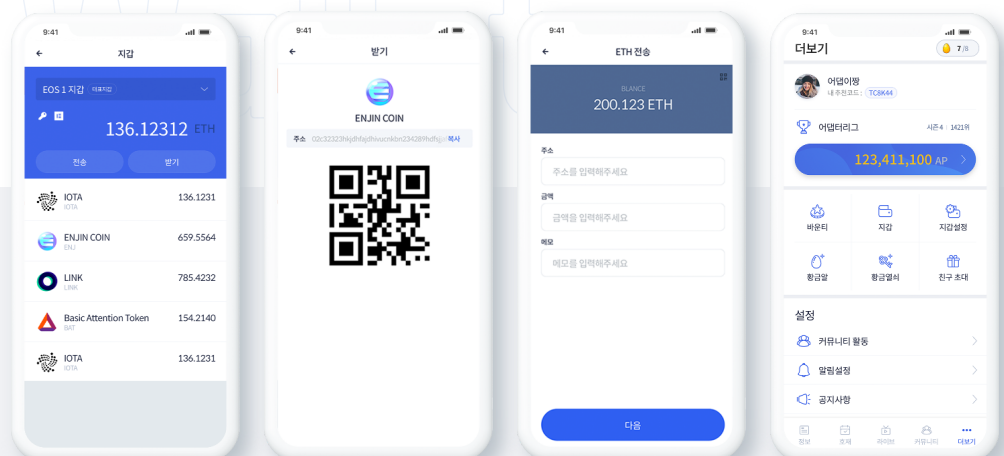 9:41
지갑
EOS 1 지갑 대표지갑
136.12312 ETH
전송
받기
IOTA
IOTA
136.1231
ENJIN COIN
ENJ
659.5564
LINK
LINK
785.4232
Basic Attention Token
BAT
154.2140
IOTA
IOTA
136.1231
9:41
받기
ENJIN COIN
주소
복사
9:41
ETH 전송
BLANCE
200.123 ETH
주소
주소를 입력해주세요
금액
금액을 입력해주세요
메모
메모를 입력해주세요
다음
9:41
더보기
7 /8
어댑이짱
내 추천코드 : TC8K44
어댑터리그
시즌 4 1421위
123,411,100 AP
바운티
지갑
지갑설정
황금알
황금열쇠
친구 초대
설정
커뮤니티 활동
알림설정
공지사항
정보
호재
라이브
커뮤니티
더보기